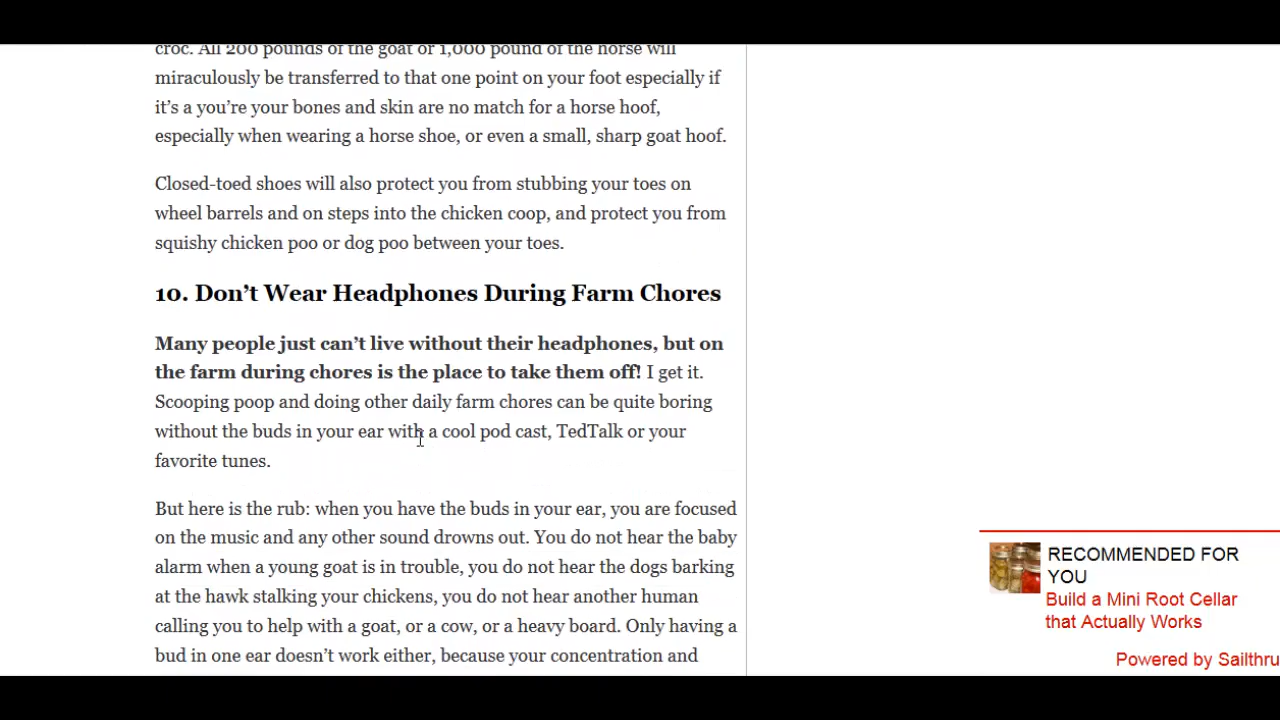 croc. All 200 pounds of the goat or 1,000 pound of the horse will
miraculously be transferred to that one point on your foot especially if
it’s a you’re your bones and skin are no match for a horse hoof,
especially when wearing a horse shoe, or even a small, sharp goat hoof.
Closed-toed shoes will also protect you from stubbing your toes on
wheel barrels and on steps into the chicken coop, and protect you from
squishy chicken poo or dog poo between your toes.
10. Don’t Wear Headphones During Farm Chores
Many people just can’t live without their headphones, but on
the farm during chores is the place to take them off! I get it.
Scooping poop and doing other daily farm chores can be quite boring
without the buds in your ear with a cool pod cast, TedTalk or your
favorite tunes.
But here is the rub: when you have the buds in your ear, you are focused
on the music and any other sound drowns out. You do not hear the baby
alarm when a young goat is in trouble, you do not hear the dogs barking
at the hawk stalking your chickens, you do not hear another human
calling you to help with a goat, or a cow, or a heavy board. Only having a
bud in one ear doesn’t work either, because your concentration and
RECOMMENDED FOR
YOU
Build a Mini Root Cellar
that Actually Works
Powered by Sailthru